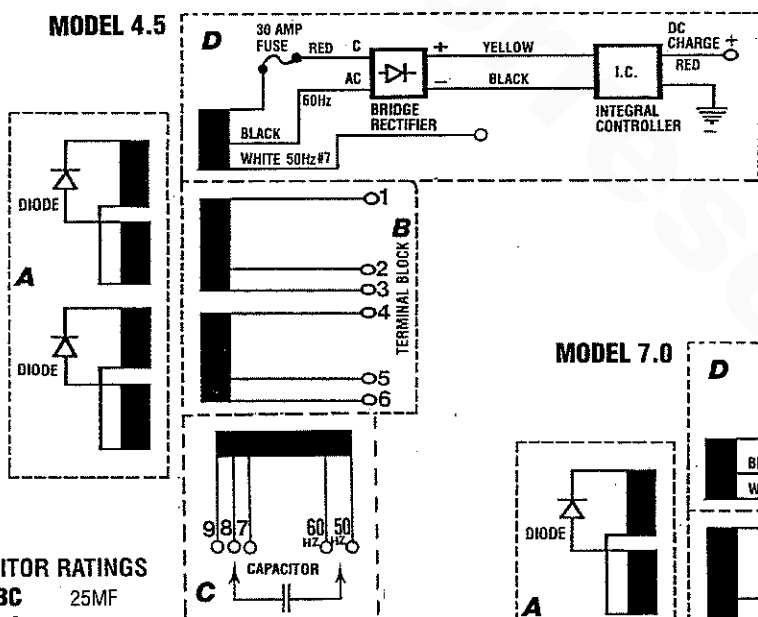 MODEL 4.5
D
30 AMP
FUSE
RED
C
+
YELLOW
DC
CHARGE +
RED
AC
60Hz
BRIDGE
RECTIFIER
−
BLACK
I.C.
INTEGRAL
CONTROLLER
BLACK
WHITE 50Hz#7
DIODE
A
DIODE
1
B
2
3
4
5
6
TERMINAL BLOCK
MODEL 7.0
D
9 8 7
60 HZ
50 HZ
CAPACITOR
C
ITOR RATINGS
25MF
DIODE
A